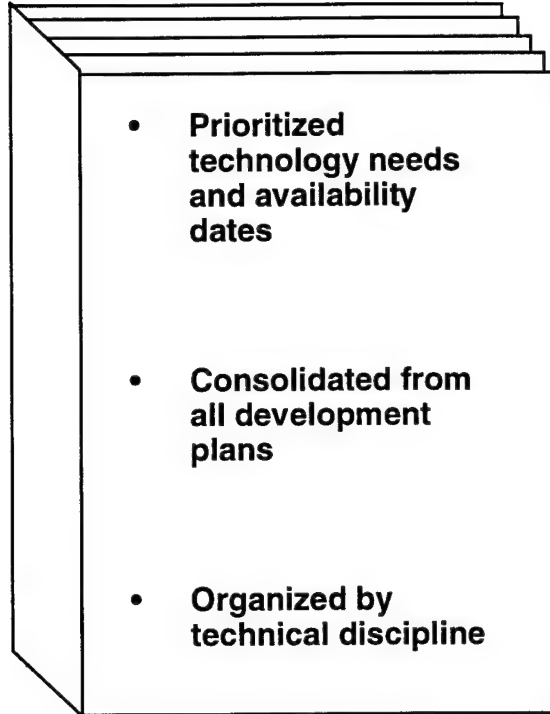 • Prioritized
technology needs
and availability
dates
• Consolidated from
all development
plans
• Organized by
technical discipline